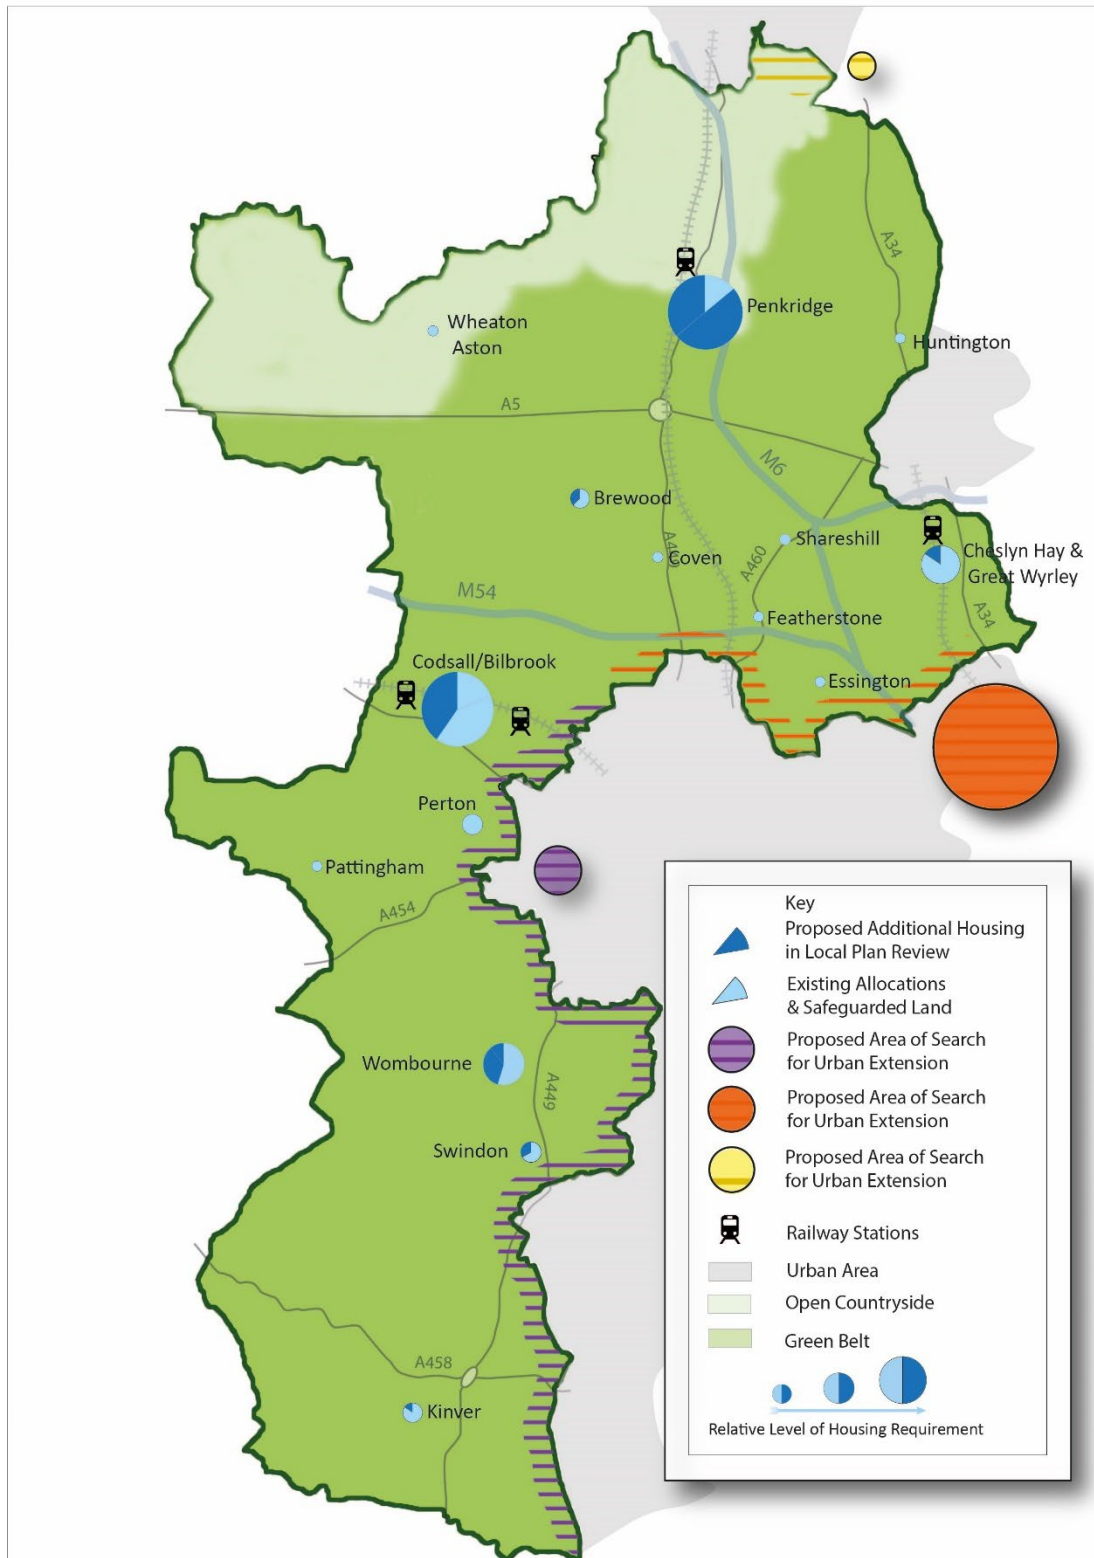 A34
Penkridge
Wheaton
Aston
Huntington
A5
M6
Brewood
Shareshill
Cheslyn Hay &
Great Wyrley
Coven
A460
M54
A34
Featherstone
Codsall/Bilbrook
Essington
Perton
Pattingham
A454
Wombourne
A449
Swindon
A458
Kinver
Key
Proposed Additional Housing
in Local Plan Review
Existing Allocations
& Safeguarded Land
Proposed Area of Search
for Urban Extension
Proposed Area of Search
for Urban Extension
Proposed Area of Search
for Urban Extension
Railway Stations
Urban Area
Open Countryside
Green Belt
Relative Level of Housing Requirement